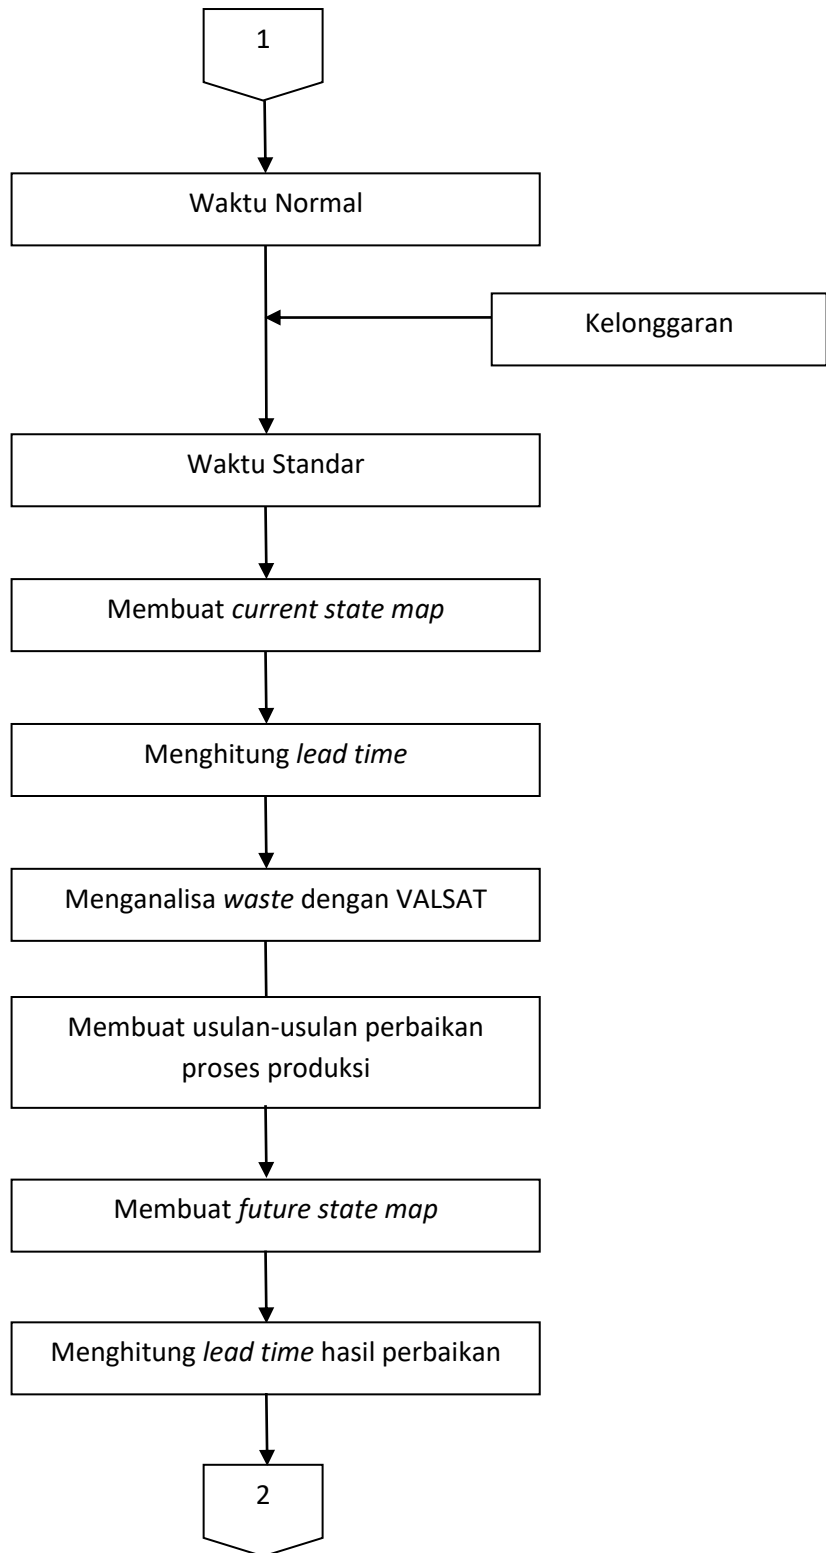 1
Waktu Normal
Kelonggaran
Waktu Standar
Membuat current state map
Menghitung lead time
Menganalisa waste dengan VALSAT
Membuat usulan-usulan perbaikan
proses produksi
Membuat future state map
Menghitung lead time hasil perbaikan
2